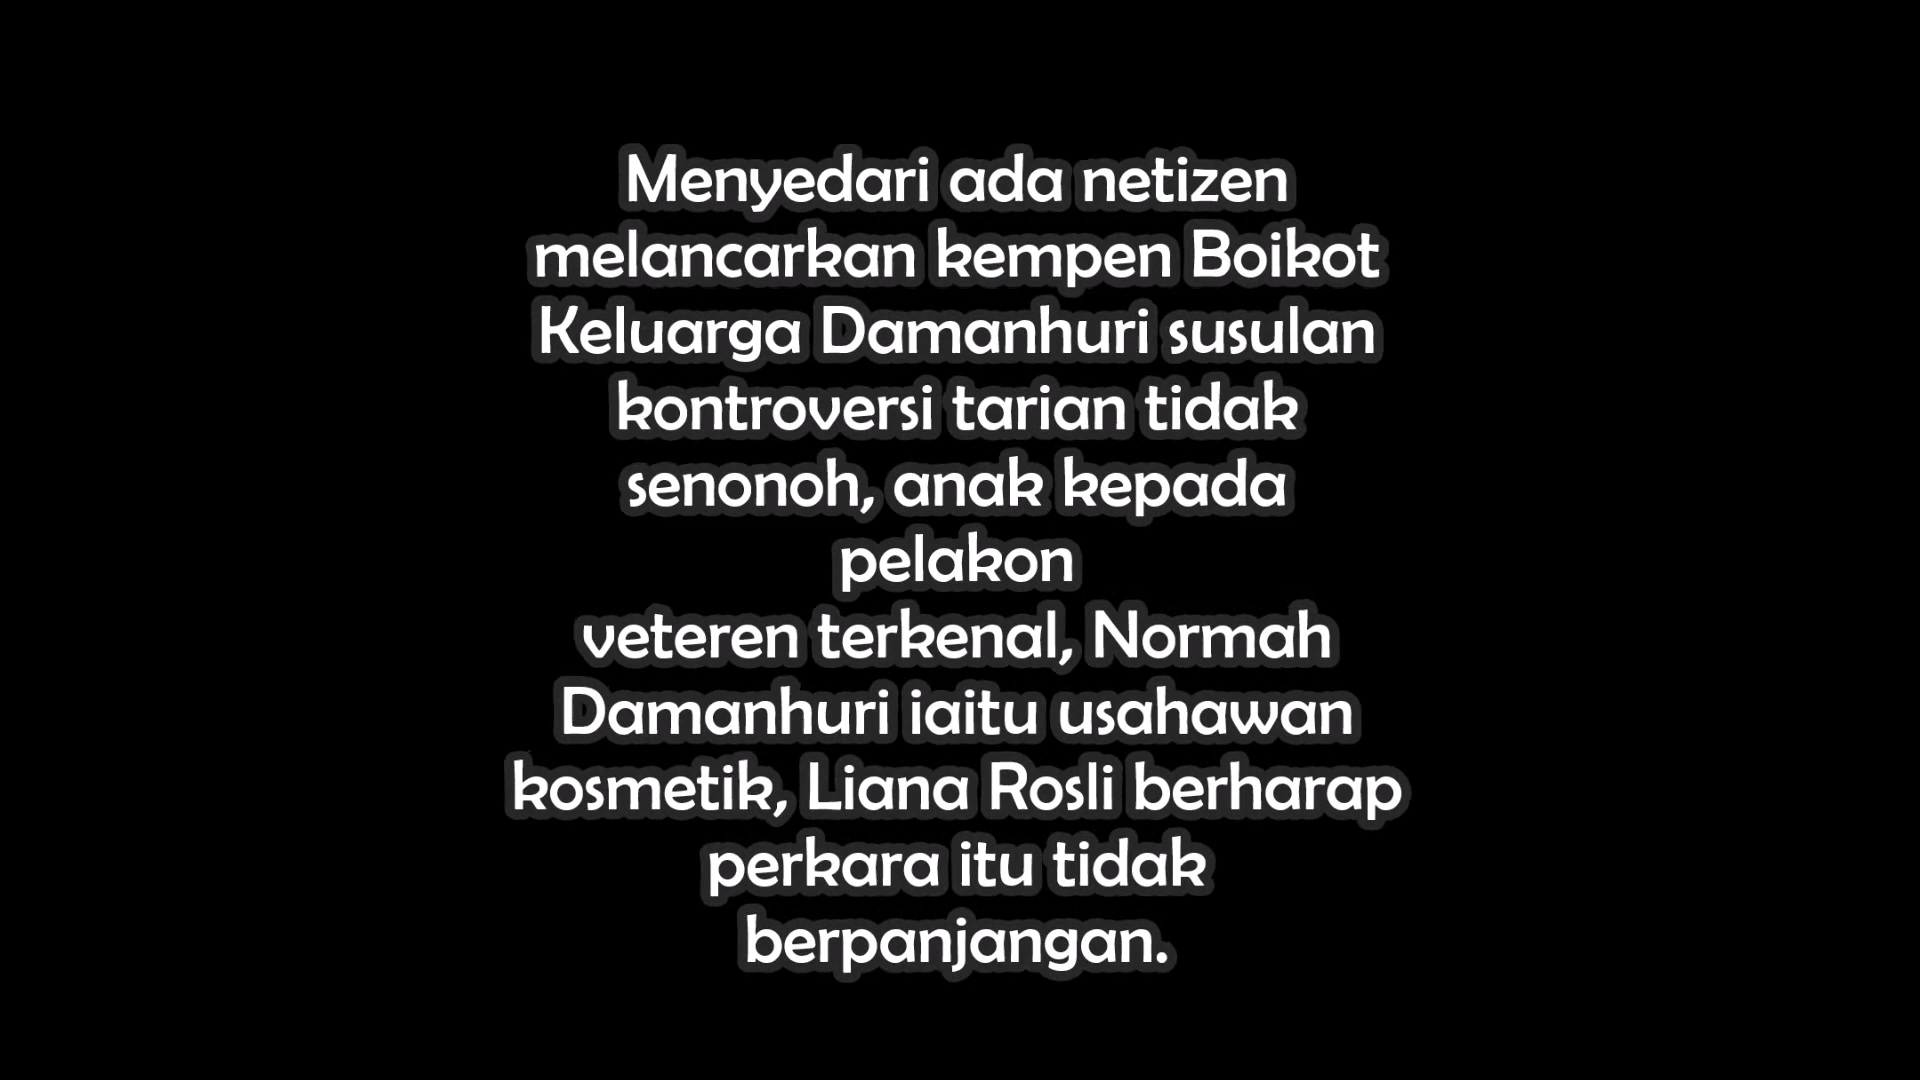 Menyedari ada netizen
melancarkan kempen Boikot
Keluarga Damanhuri susulan
kontroversi tarian tidak
senonoh, anak kepada
pelakon
veteren terkenal, Normah
Damanhuri iaitu usahawan
kosmetik, Liana Rosli berharap
perkara itu tidak
berpanjangan.